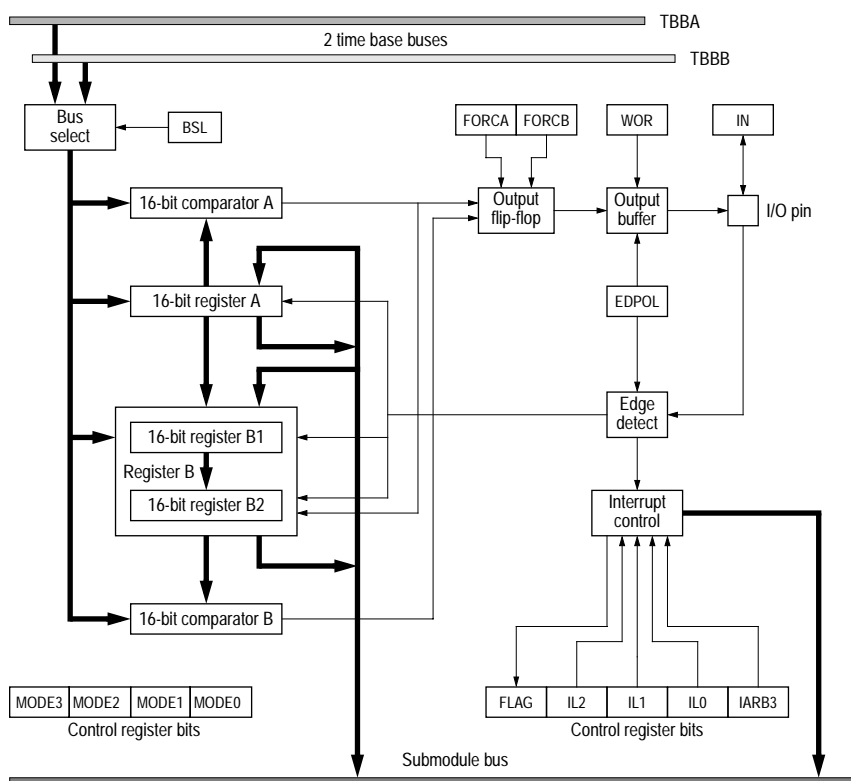 TBBA
2 time base buses
TBBB
Bus
select
BSL
FORCA FORCB
WOR
IN
16-bit comparator A
Output
flip-flop
Output
buffer
I/O pin
16-bit register A
EDPOL
Edge
detect
16-bit register B1
Register B
16-bit register B2
Interrupt
control
16-bit comparator B
MODE3 MODE2 MODE1 MODE0
Control register bits
FLAG IL2 IL1 IL0 IARB3
Control register bits
Submodule bus